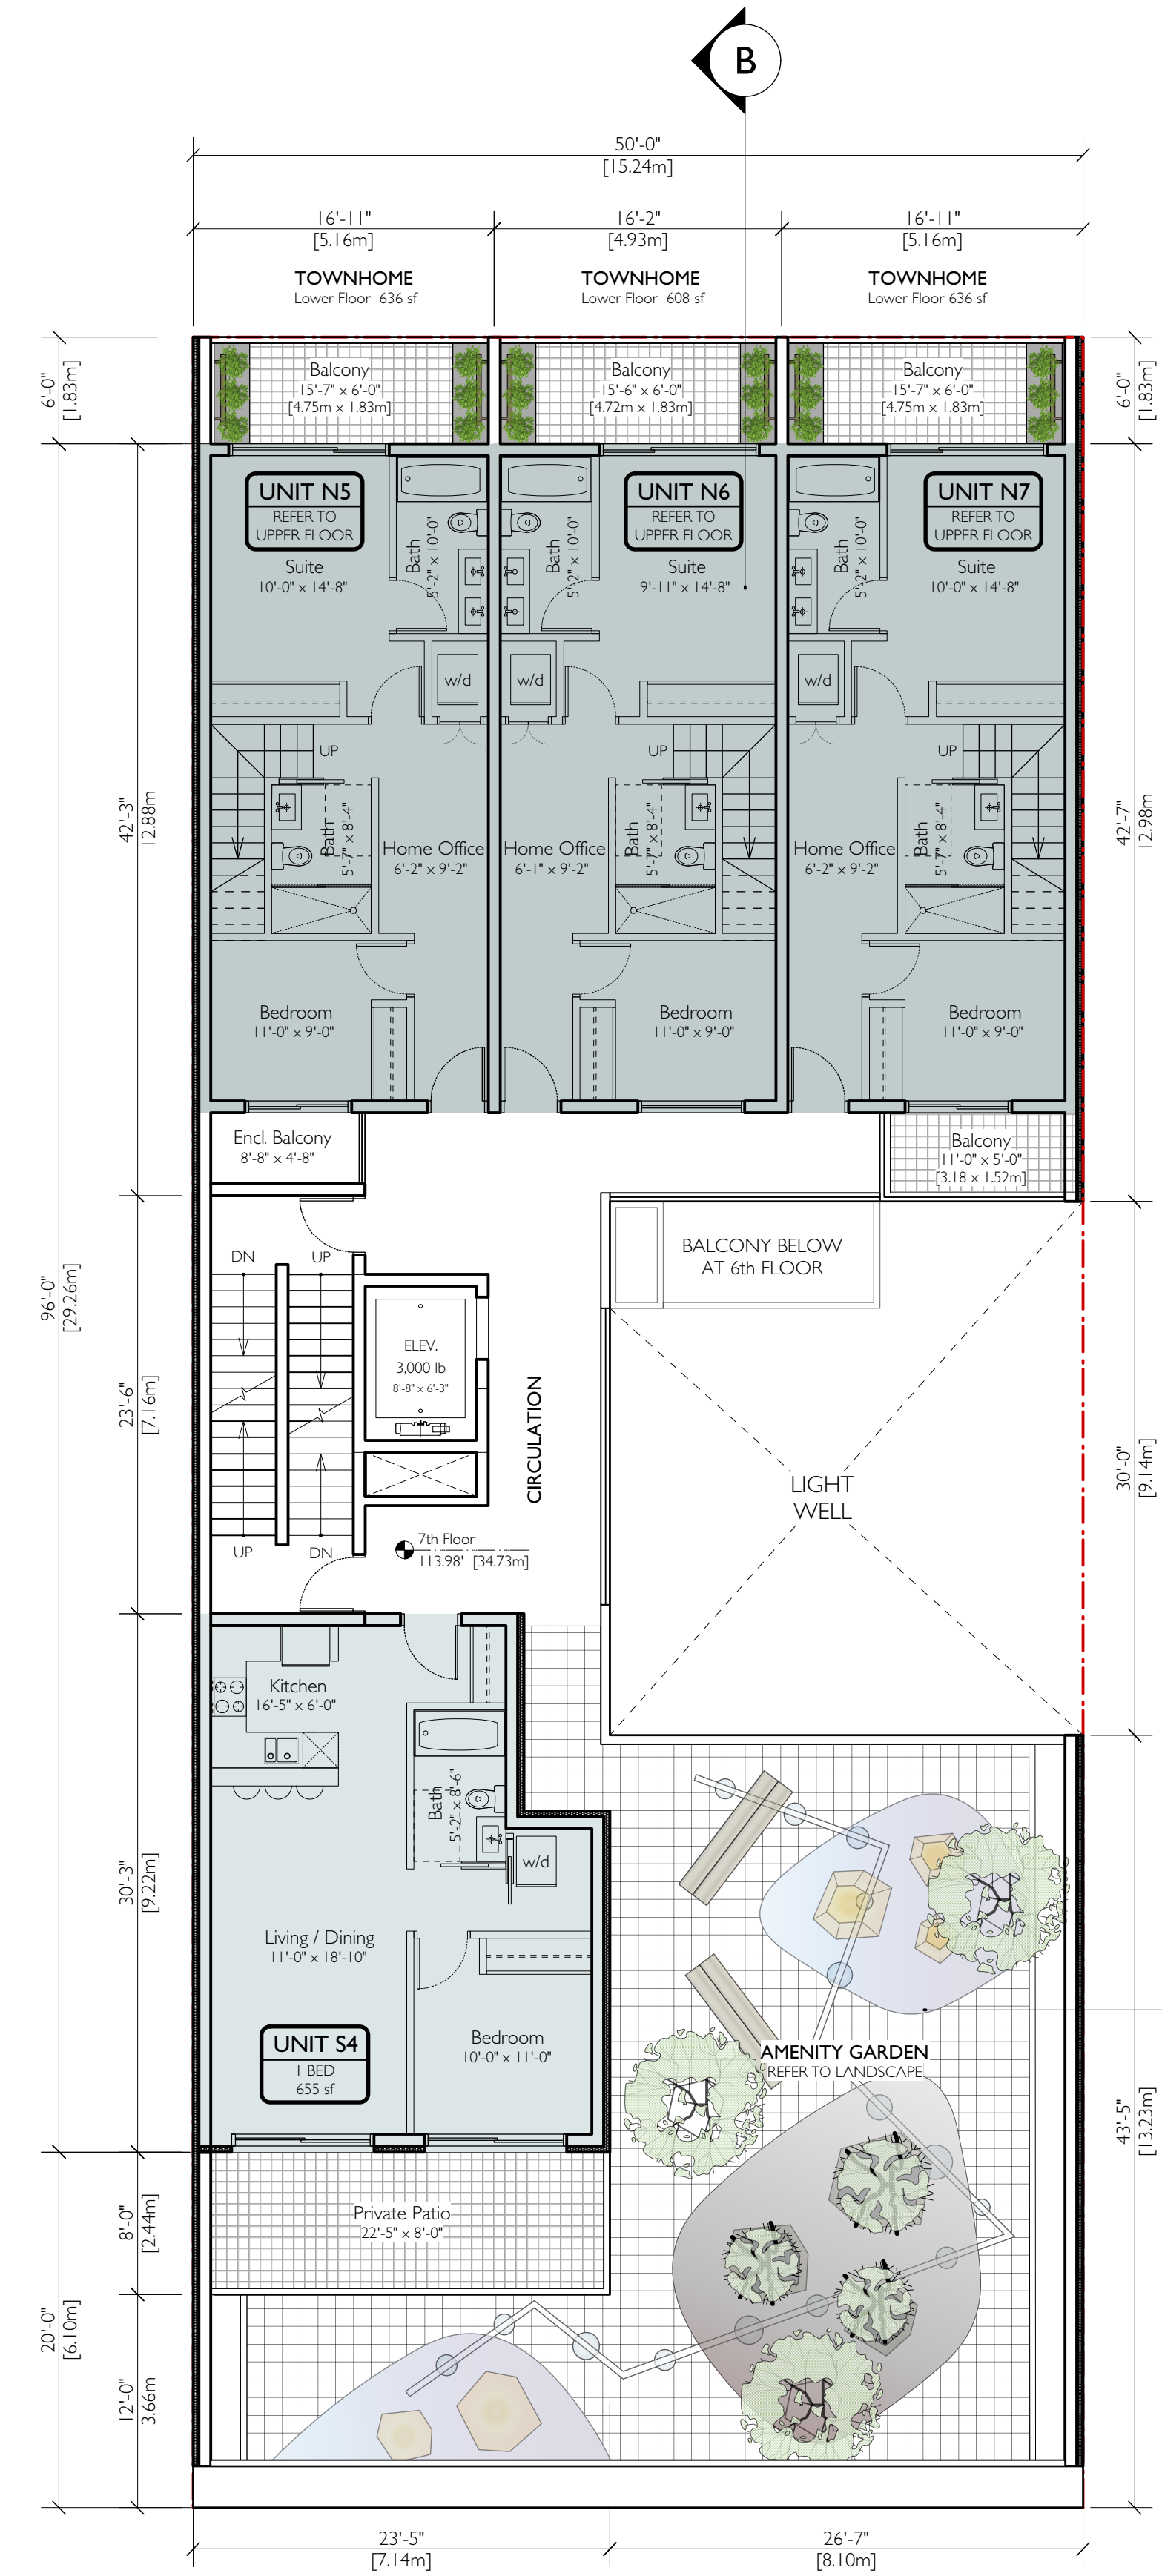 B
50'-0"
[15.24m]
16'-11"
[5.16m]
16'-2"
[4.93m]
16'-11"
[5.16m]
TOWNHOME
Lower Floor 636 sf
TOWNHOME
Lower Floor 608 sf
TOWNHOME
Lower Floor 636 sf
6'-0"
[1.83m]
Balcony
15'-7" x 6'-0"
[4.75m x 1.83m]
Balcony
15'-6" x 6'-0"
[4.72m x 1.83m]
Balcony
15'-7" x 6'-0"
[4.75m x 1.83m]
6'-0"
[1.83m]
UNIT N5
REFER TO
UPPER FLOOR
Suite
10'-0" x 14'-8"
Bath
5'-2" x 10'-0"
Bath
5'-2" x 10'-0"
UNIT N6
REFER TO
UPPER FLOOR
Suite
9'-11" x 14'-8"
Bath
5'-2" x 10'-0"
UNIT N7
REFER TO
UPPER FLOOR
Suite
10'-0" x 14'-8"
w/d
w/d
w/d
UP
UP
UP
42'-3"
12.88m
Bath
5'-7" x 8'-4"
Home Office
6'-2" x 9'-2"
Home Office
6'-1" x 9'-2"
Bath
5'-7" x 8'-4"
Home Office
6'-2" x 9'-2"
Bath
5'-7" x 8'-4"
42'-7"
12.98m
Bedroom
11'-0" x 9'-0"
Bedroom
11'-0" x 9'-0"
Bedroom
11'-0" x 9'-0"
Encl. Balcony
8'-8" x 4'-8"
Balcony
11'-0" x 5'-0"
[3.18 x 1.52m]
96'-0"
[29.26m]
DN
UP
BALCONY BELOW
AT 6th FLOOR
ELEV.
3,000 lb
8'-8" x 6'-3"
23'-6"
[7.16m]
CIRCULATION
LIGHT
WELL
30'-0"
[9.14m]
UP
DN
7th Floor
113.98' [34.73m]
Kitchen
16'-5" x 6'-0"
Bath
5'-2" x 8'-6"
w/d
30'-3"
[9.22m]
Living / Dining
11'-0" x 18'-10"
UNIT S4
1 BED
655 sf
Bedroom
10'-0" x 11'-0"
AMENITY GARDEN
REFER TO LANDSCAPE
43'-5"
[13.23m]
8'-0"
[2.44m]
Private Patio
22'-5" x 8'-0"
20'-0"
[6.10m]
12'-0"
3.66m
23'-5"
[7.14m]
26'-7"
[8.10m]